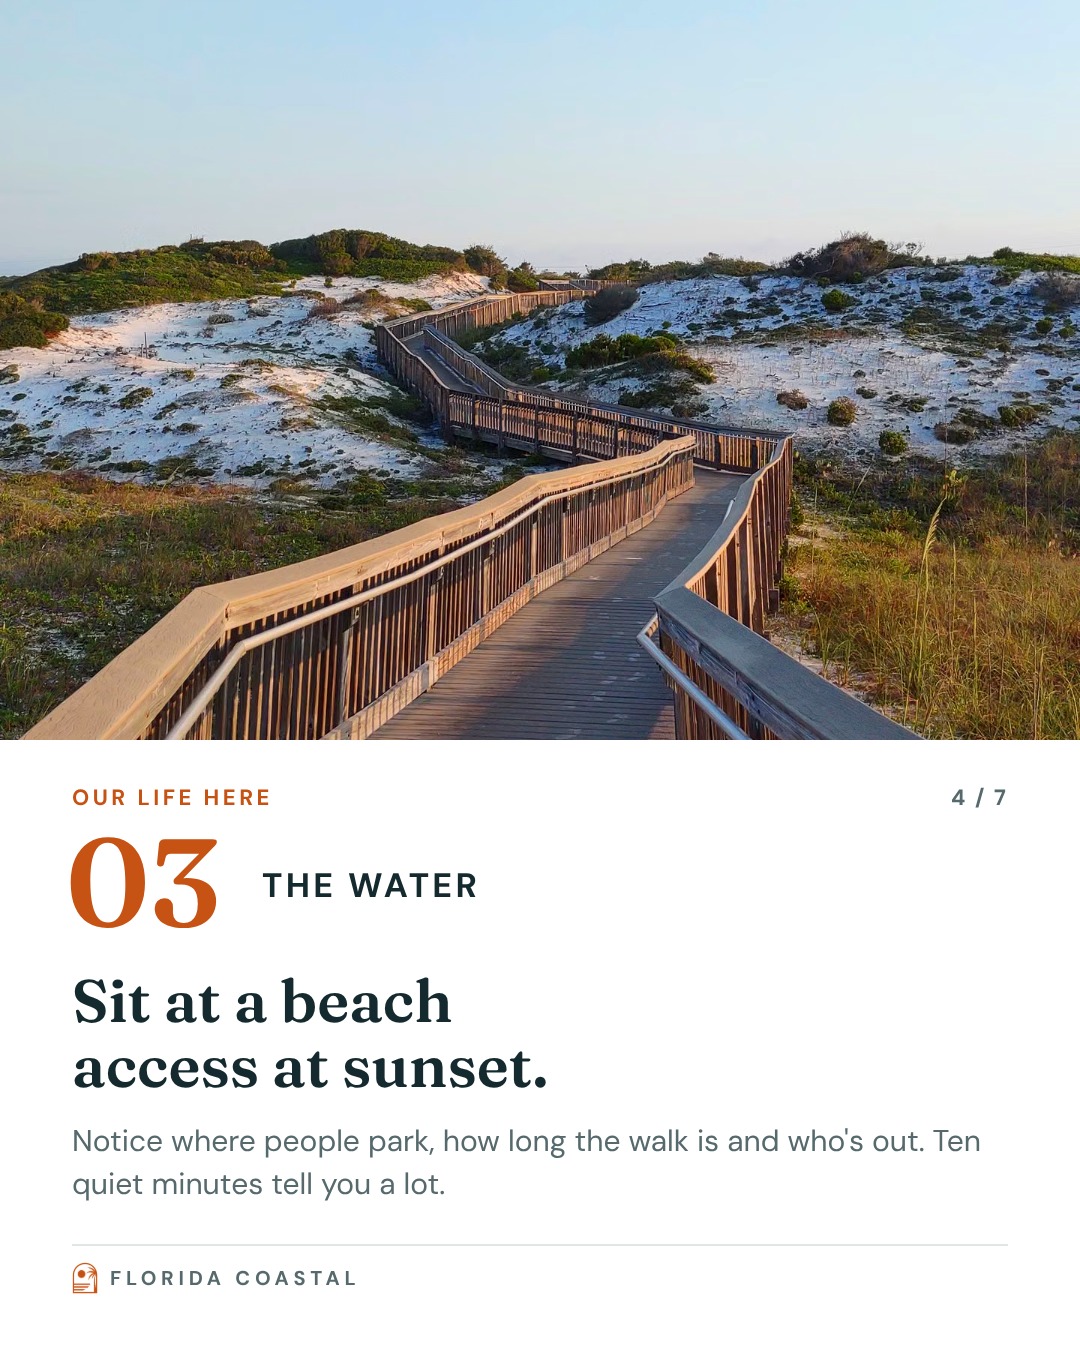 OUR LIFE HERE
4 / 7
03
THE WATER
Sit at a beach
access at sunset.
Notice where people park, how long the walk is and who's out. Ten
quiet minutes tell you a lot.
FLORIDA COASTAL